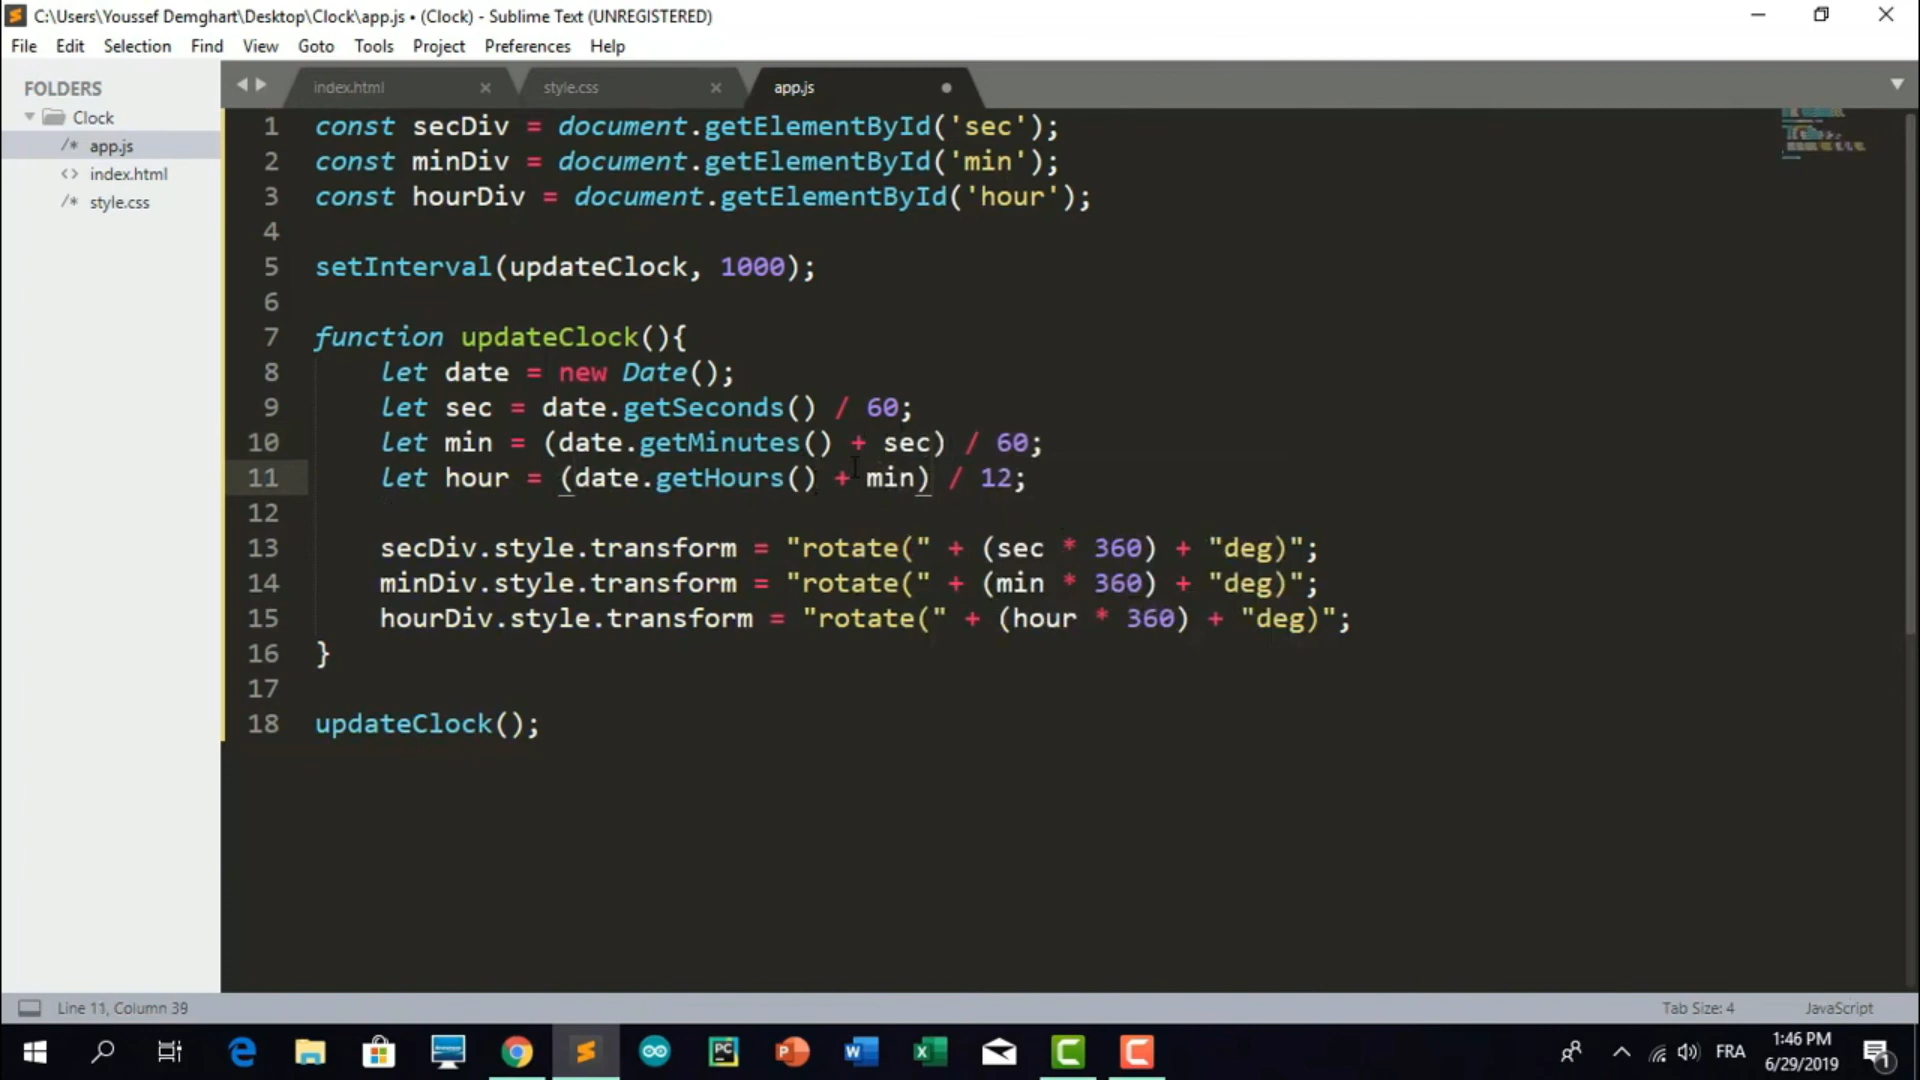 C:\Users\Youssef Demghart\Desktop\Clock\app.js • (Clock) - Sublime Text (UNREGISTERED)
File Edit Selection Find View Goto Tools Project Preferences Help
FOLDERS
Clock
/* app.js
<> index.html
/* style.css
index.html style.css app.js
1 const secDiv = document.getElementById('sec');
2 const minDiv = document.getElementById('min');
3 const hourDiv = document.getElementById('hour');
4
5 setInterval(updateClock, 1000);
6
7 function updateClock(){
8 let date = new Date();
9 let sec = date.getSeconds() / 60;
10 let min = (date.getMinutes() + sec) / 60;
11 let hour = (date.getHours() + min) / 12;
12
13 secDiv.style.transform = "rotate(" + (sec * 360) + "deg)";
14 minDiv.style.transform = "rotate(" + (min * 360) + "deg)";
15 hourDiv.style.transform = "rotate(" + (hour * 360) + "deg)";
16 }
17
18 updateClock();
Line 11, Column 39 Tab Size: 4 JavaScript
FRA
1:46 PM
6/29/2019
1